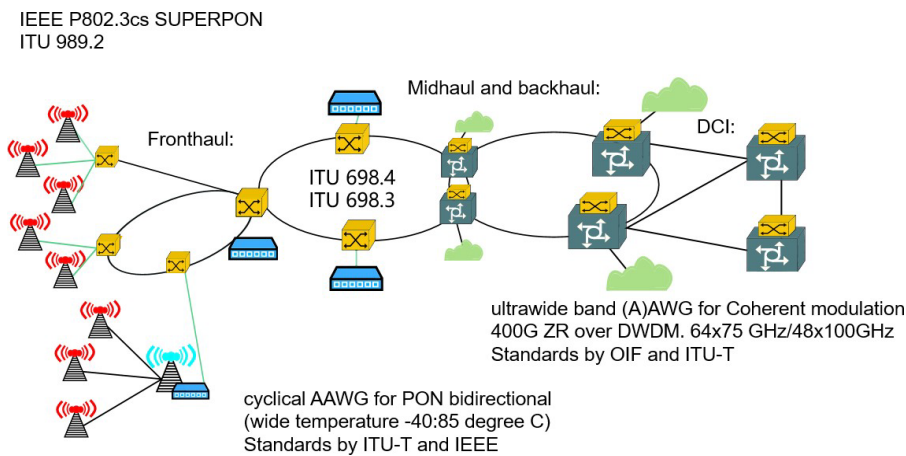 IEEE P802.3cs SUPERPON
ITU 989.2
Midhaul and backhaul:
Fronthaul:
DCI:
ITU 698.4
ITU 698.3
ultrawide band (A)AWG for Coherent modulation
400G ZR over DWDM. 64x75 GHz/48x100GHz
Standards by OIF and ITU-T
cyclical AAWG for PON bidirectional
(wide temperature -40:85 degree C)
Standards by ITU-T and IEEE